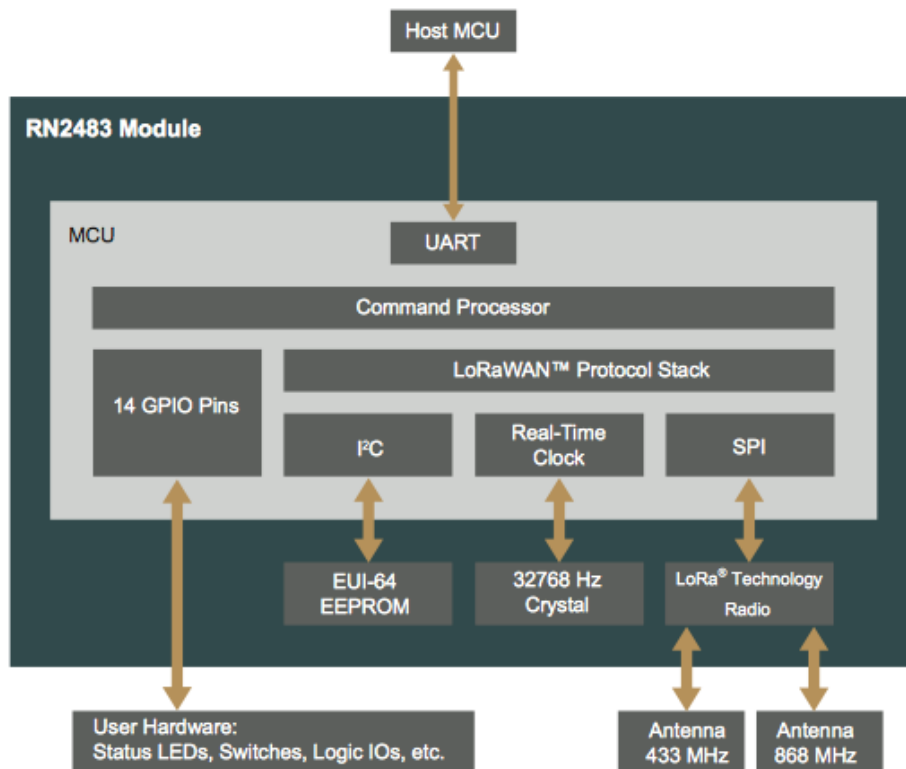 Host MCU
RN2483 Module
MCU
UART
Command Processor
14 GPIO Pins
LoRaWAN™ Protocol Stack
I²C
Real-Time
Clock
SPI
EUI-64
EEPROM
32768 Hz
Crystal
LoRa® Technology
Radio
User Hardware:
Status LEDs, Switches, Logic IOs, etc.
Antenna
433 MHz
Antenna
868 MHz